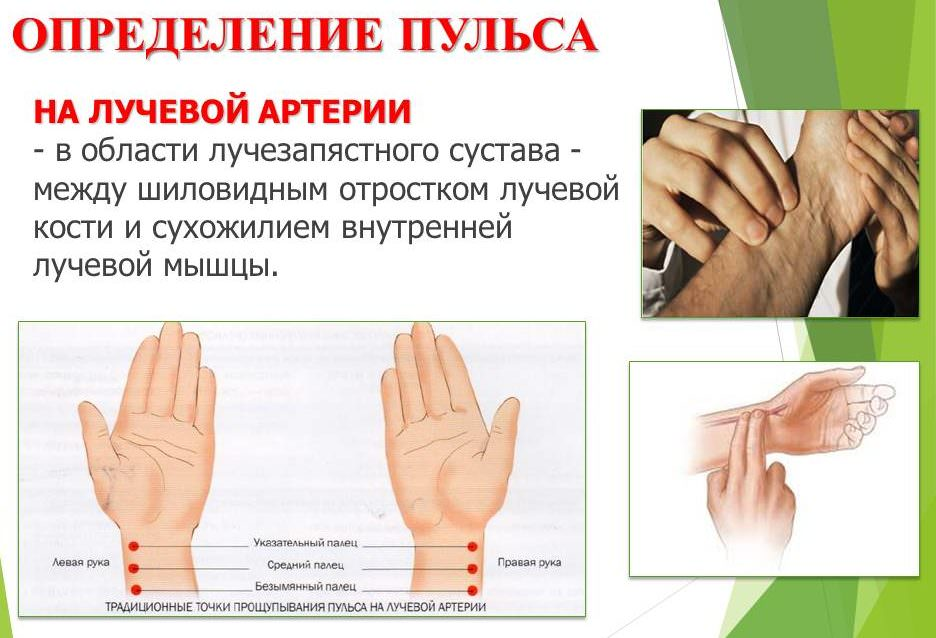 ОПРЕДЕЛЕНИЕ ПУЛЬСА
НА ЛУЧЕВОЙ АРТЕРИИ
- в области лучезапястного сустава -
между шиловидным отростком лучевой
кости и сухожилием внутренней
лучевой мышцы.
Указательный палец
Левая рука
Средний палец
Правая рука
Безымянный палец
ТРАДИЦИОННЫЕ ТОЧКИ ПРОЩУПЫВАНИЯ ПУЛЬСА НА ЛУЧЕВОЙ АРТЕРИИ